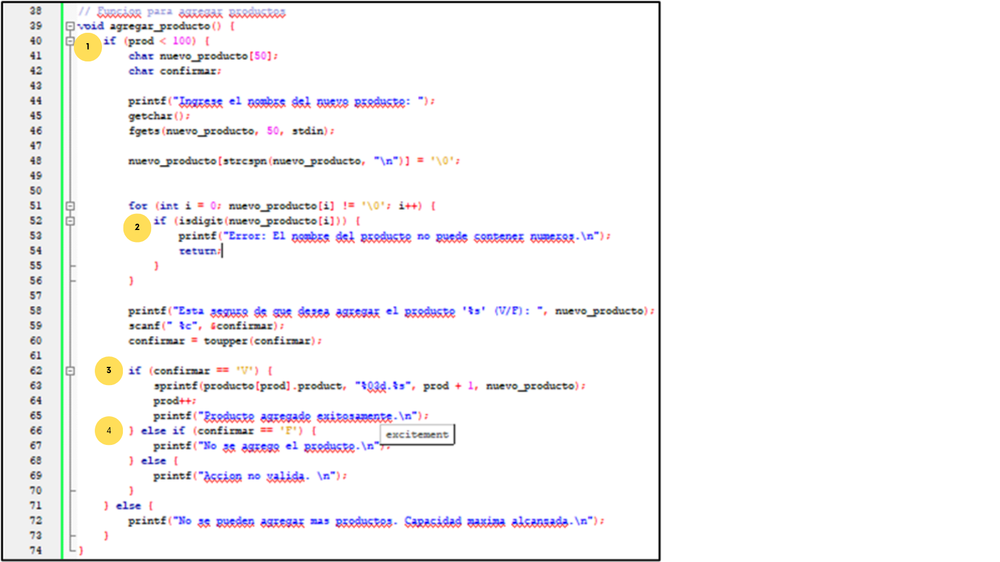 38 // Funcion para agregar productos
39 void agregar_producto() {
40 if (prod < 100) {
1
41 char nuevo_producto[50];
42 char confirmar;
43
44 printf("Ingrese el nombre del nuevo producto: ");
45 getchar();
46 fgets(nuevo_producto, 50, stdin);
47
48 nuevo_producto[strcspn(nuevo_producto, "\n")] = '\0';
49
50
51 for (int i = 0; nuevo_producto[i] != '\0'; i++) {
52 if (isdigit(nuevo_producto[i])) {
2
53 printf("Error: El nombre del producto no puede contener numeros.\n");
54 return;
55 }
56 }
57
58 printf("Esta seguro de que desea agregar el producto '%s' (V/F): ", nuevo_producto);
59 scanf(" %c", &confirmar);
60 confirmar = toupper(confirmar);
61
62 3 if (confirmar == 'V') {
63 sprintf(producto[prod].product, "%03d.%s", prod + 1, nuevo_producto);
64 prod++;
65 printf("Producto agregado exitosamente.\n");
66 4 } else if (confirmar == 'F') {
excitement
67 printf("No se agrego el producto.\n");
68 } else {
69 printf("Accion no valida. \n");
70 }
71 } else {
72 printf("No se pueden agregar mas productos. Capacidad maxima alcanzada.\n");
73 }
74 }